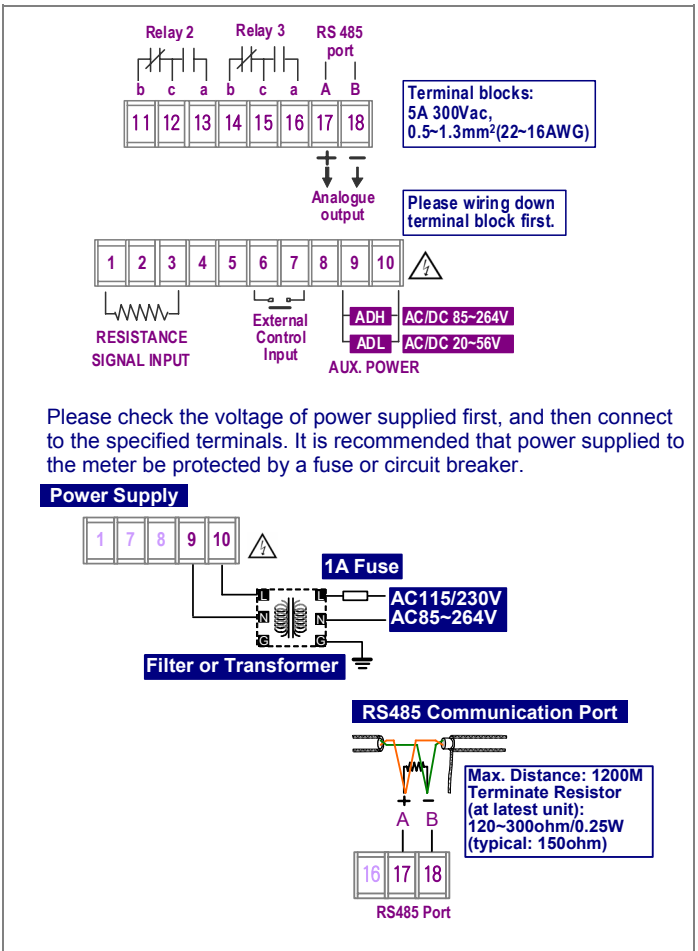 Relay 2 Relay 3 RS 485
port
b c a b c a A B
11 12 13 14 15 16 17 18
Terminal blocks:
5A 300Vac,
0.5~1.3mm²(22~16AWG)
+ −
Analogue
output
Please wiring down
terminal block first.
1 2 3 4 5 6 7 8 9 10
RESISTANCE
SIGNAL INPUT
External
Control
Input
ADH AC/DC 85~264V
ADL AC/DC 20~56V
AUX. POWER
Please check the voltage of power supplied first, and then connect
to the specified terminals. It is recommended that power supplied to
the meter be protected by a fuse or circuit breaker.
Power Supply
1 7 8 9 10
1A Fuse
L L AC115/230V
N N AC85~264V
G G
Filter or Transformer
RS485 Communication Port
Max. Distance: 1200M
Terminate Resistor
(at latest unit):
120~300ohm/0.25W
(typical: 150ohm)
+ −
A B
16 17 18
RS485 Port